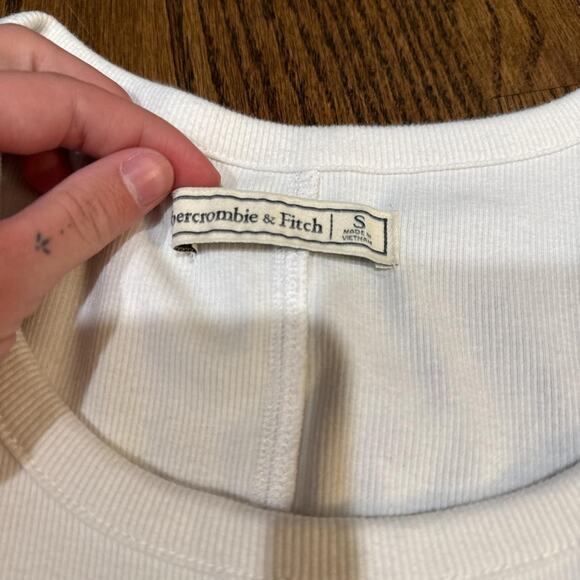 bercrombie & Fitch
S
MADE IN
VIETNAM